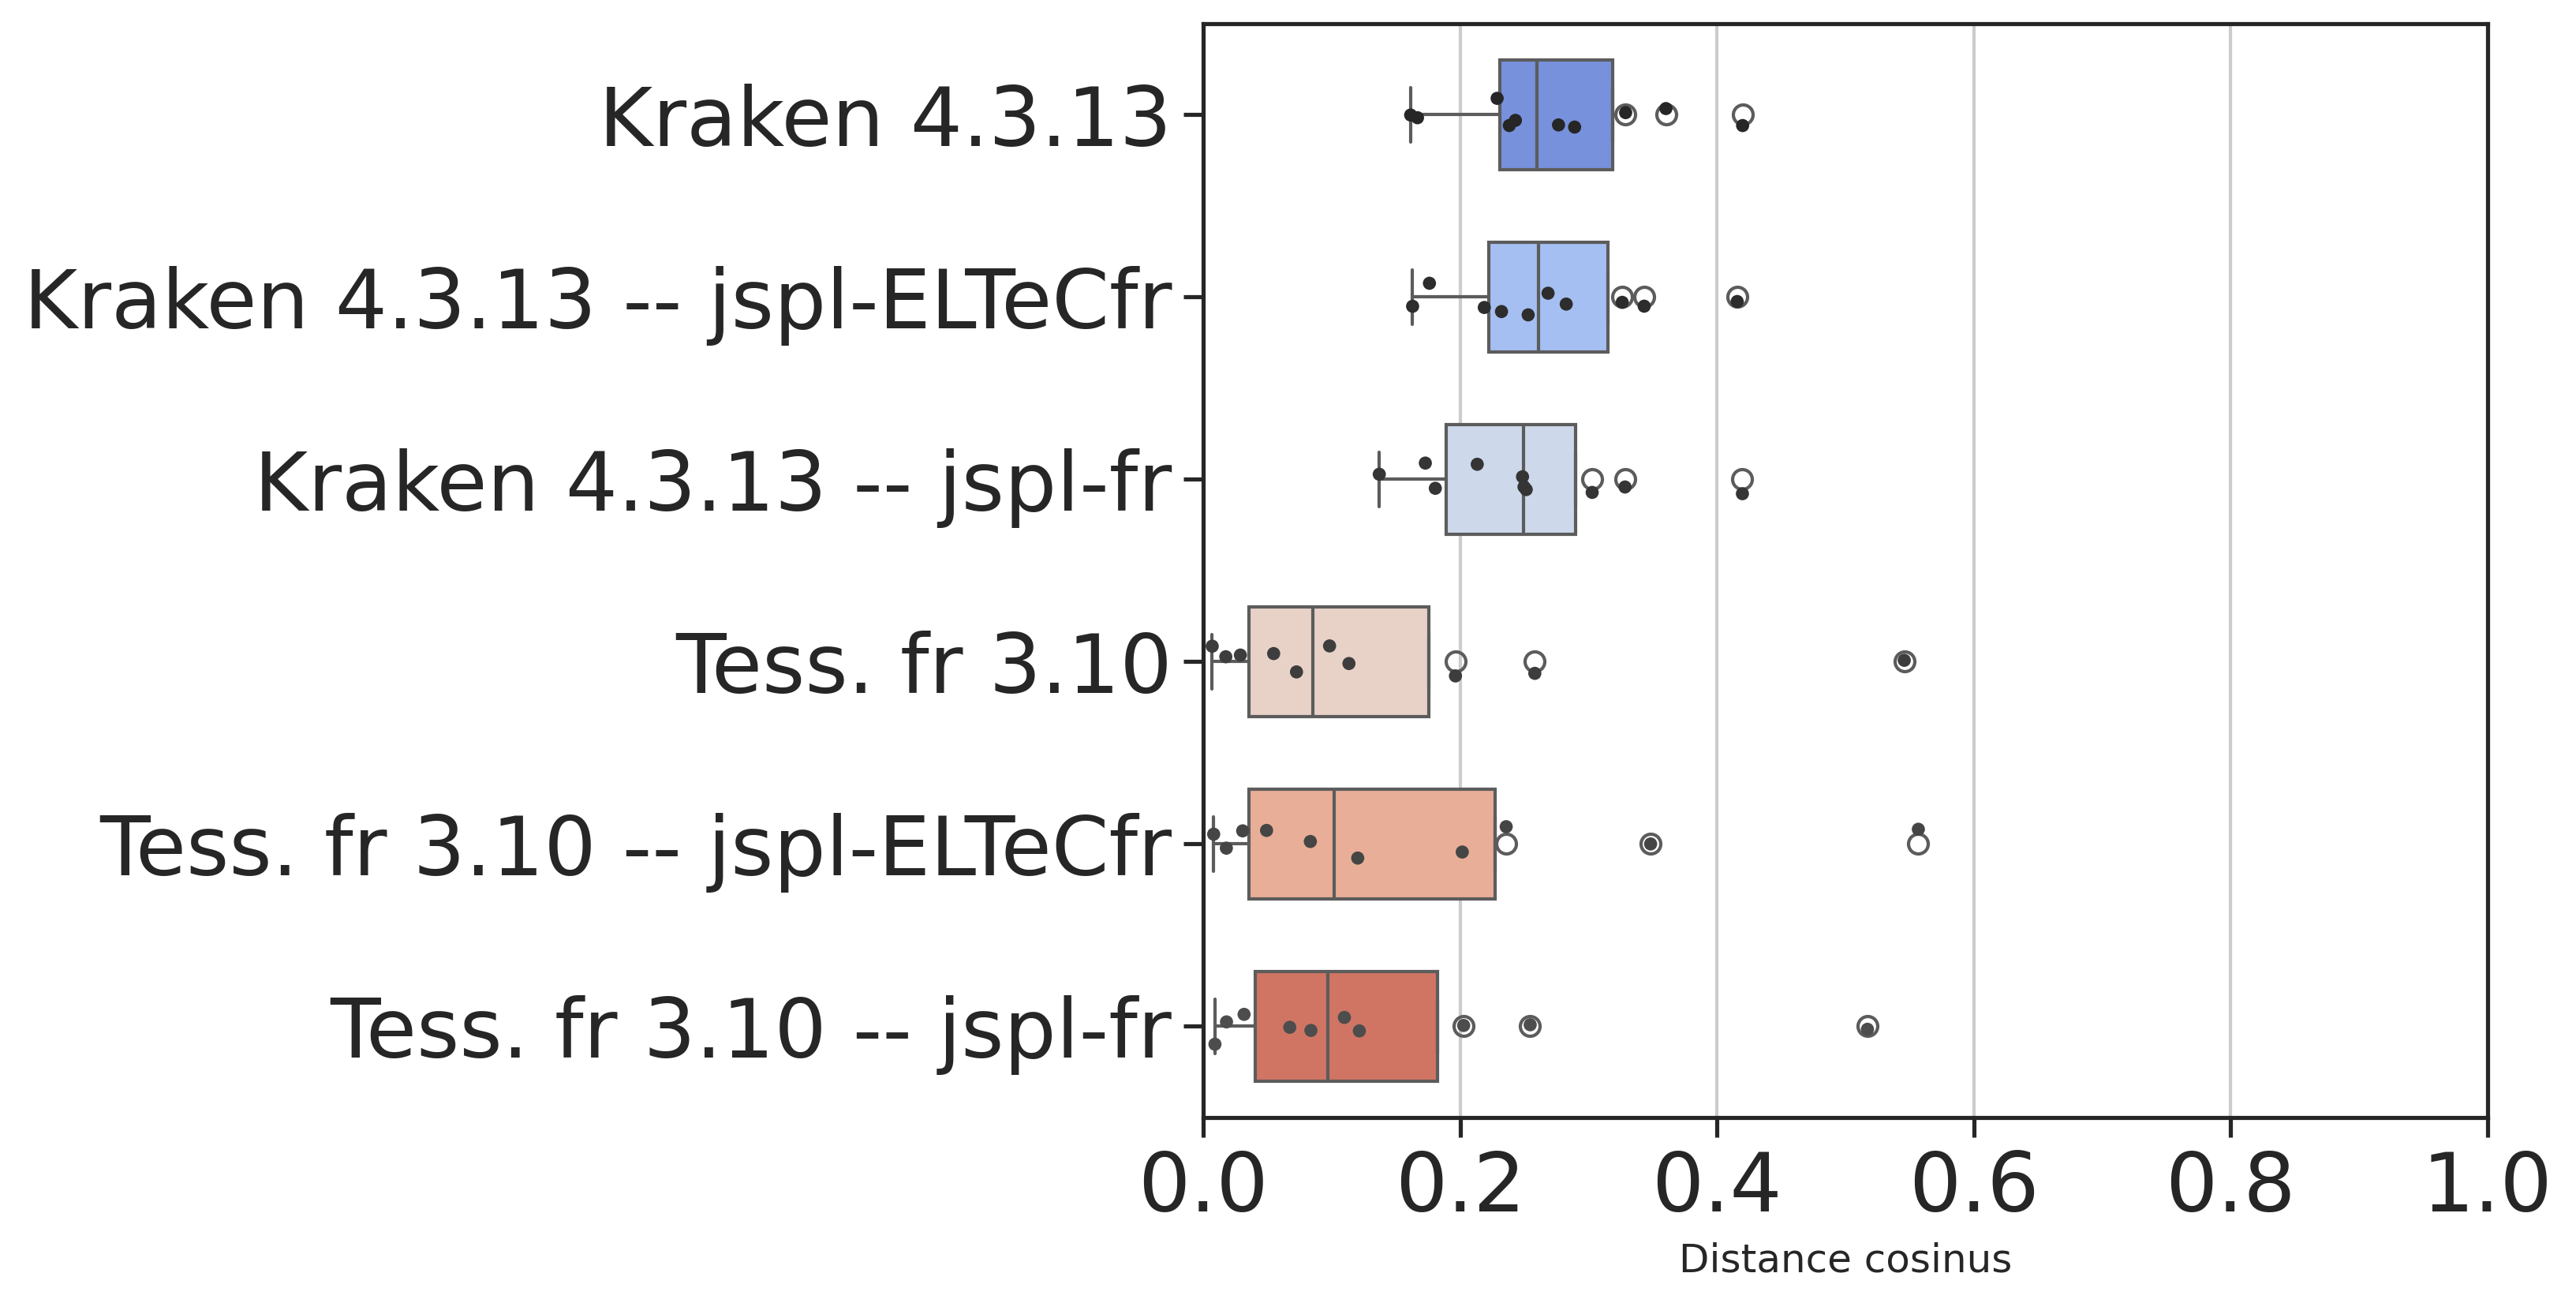 Kraken 4.3.13
Kraken 4.3.13 -- jspl-ELTeCfr
Kraken 4.3.13 -- jspl-fr
Tess. fr 3.10
Tess. fr 3.10 -- jspl-ELTeCfr
Tess. fr 3.10 -- jspl-fr
0.0 0.2 0.4 0.6 0.8 1.0
Distance cosinus